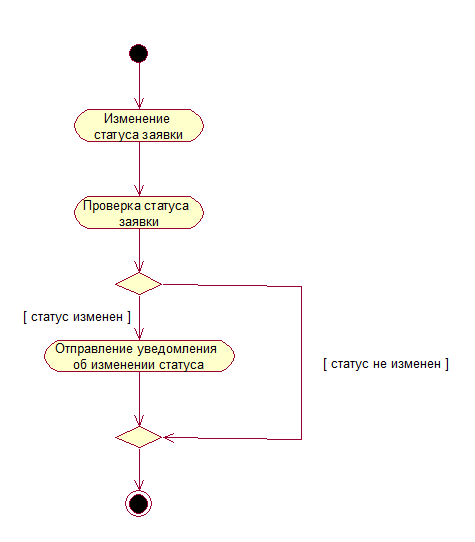 Изменение
статуса заявки
Проверка статуса
заявки
[ статус изменен ]
Отправление уведомления
об изменении статуса
[ статус не изменен ]